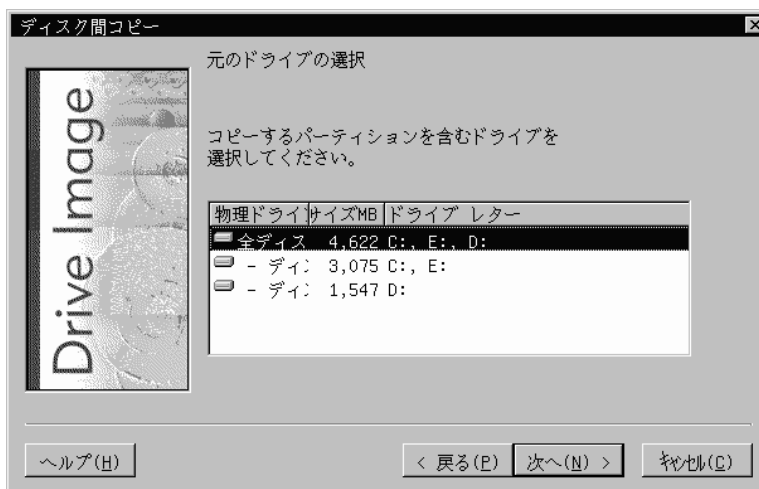 ディスク間コピー
Drive Image
元のドライブの選択
コピーするパーティションを含むドライブを
選択してください。
物理ドライ サイズMB ドライブ レター
全ディス 4,622 C:, E:, D:
- ディ 3,075 C:, E:
- ディ 1,547 D:
ヘルプ(H)
< 戻る(P) 次へ(N) > キャンセル(C)